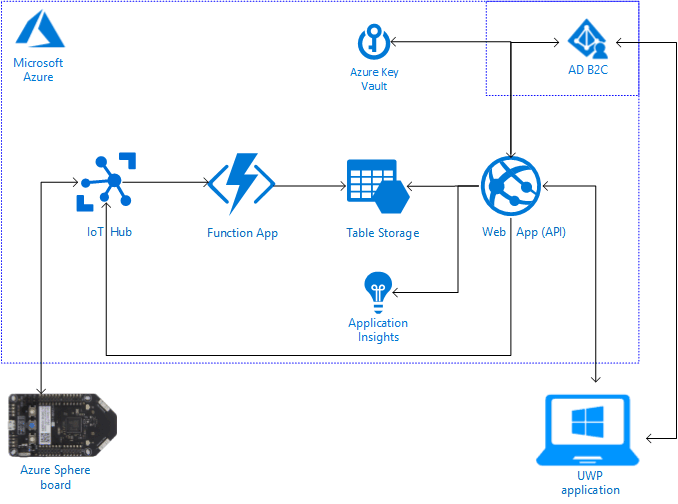 Microsoft
Azure
Azure Key
Vault
AD B2C
IoT Hub
Function App
Table Storage
Web App (API)
Application
Insights
Azure Sphere
board
UWP
application